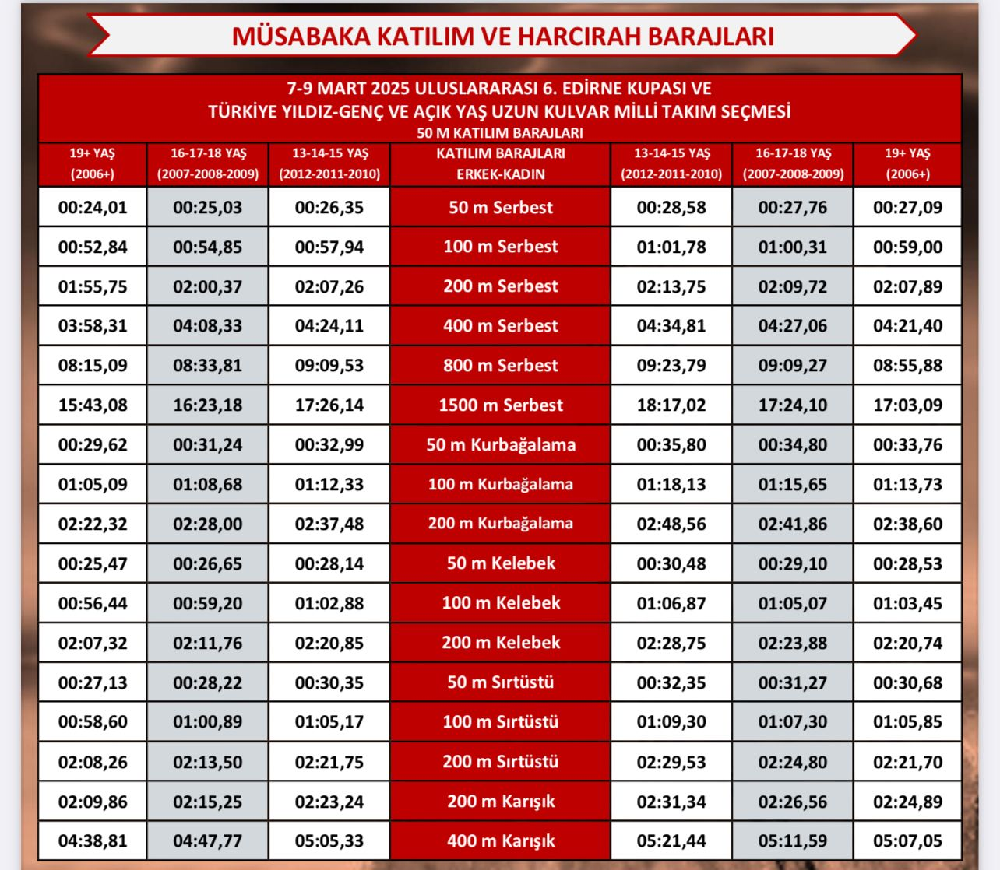 MÜSABAKA KATILIM VE HARCIRAH BARAJLARI
7-9 MART 2025 ULUSLARARASI 6. EDİRNE KUPASI VE
TÜRKİYE YILDIZ-GENÇ VE AÇIK YAŞ UZUN KULVAR MİLLİ TAKIM SEÇMESİ
50 M KATILIM BARAJLARI
19+ YAŞ 16-17-18 YAŞ 13-14-15 YAŞ KATILIM BARAJLARI 13-14-15 YAŞ 16-17-18 YAŞ 19+ YAŞ
(2006+) (2007-2008-2009) (2012-2011-2010) ERKEK-KADIN (2012-2011-2010) (2007-2008-2009) (2006+)
00:24,01 00:25,03 00:26,35 50 m Serbest 00:28,58 00:27,76 00:27,09
00:52,84 00:54,85 00:57,94 100 m Serbest 01:01,78 01:00,31 00:59,00
01:55,75 02:00,37 02:07,26 200 m Serbest 02:13,75 02:09,72 02:07,89
03:58,31 04:08,33 04:24,11 400 m Serbest 04:34,81 04:27,06 04:21,40
08:15,09 08:33,81 09:09,53 800 m Serbest 09:23,79 09:09,27 08:55,88
15:43,08 16:23,18 17:26,14 1500 m Serbest 18:17,02 17:24,10 17:03,09
00:29,62 00:31,24 00:32,99 50 m Kurbağalama 00:35,80 00:34,80 00:33,76
01:05,09 01:08,68 01:12,33 100 m Kurbağalama 01:18,13 01:15,65 01:13,73
02:22,32 02:28,00 02:37,48 200 m Kurbağalama 02:48,56 02:41,86 02:38,60
00:25,47 00:26,65 00:28,14 50 m Kelebek 00:30,48 00:29,10 00:28,53
00:56,44 00:59,20 01:02,88 100 m Kelebek 01:06,87 01:05,07 01:03,45
02:07,32 02:11,76 02:20,85 200 m Kelebek 02:28,75 02:23,88 02:20,74
00:27,13 00:28,22 00:30,35 50 m Sırtüstü 00:32,35 00:31,27 00:30,68
00:58,60 01:00,89 01:05,17 100 m Sırtüstü 01:09,30 01:07,30 01:05,85
02:08,26 02:13,50 02:21,75 200 m Sırtüstü 02:29,53 02:24,80 02:21,70
02:09,86 02:15,25 02:23,24 200 m Karışık 02:31,34 02:26,56 02:24,89
04:38,81 04:47,77 05:05,33 400 m Karışık 05:21,44 05:11,59 05:07,05